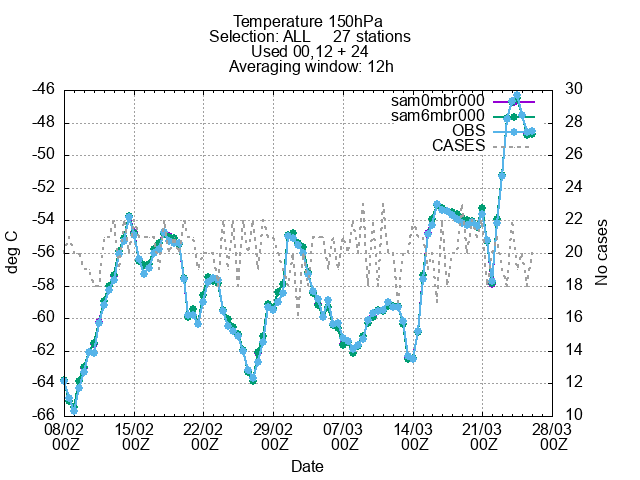 Temperature 150hPa
Selection: ALL 27 stations
Used 00,12 + 24
Averaging window: 12h
sam0mbr000
sam6mbr000
OBS
CASES
-46
-48
-50
-52
-54
-56
-58
-60
-62
-64
-66
deg C
30
28
26
24
22
20
18
16
14
12
10
No cases
08/02 15/02 22/02 29/02 07/03 14/03 21/03 28/03
00Z 00Z 00Z 00Z 00Z 00Z 00Z 00Z
Date